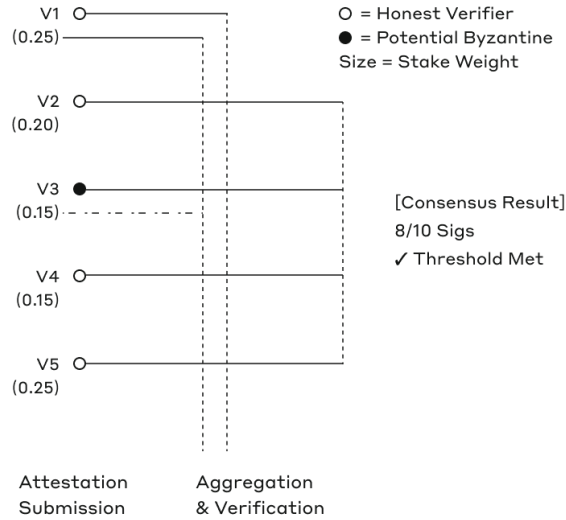 V1
(0.25)
V2
(0.20)
V3
(0.15)
V4
(0.15)
V5
(0.25)
= Honest Verifier
= Potential Byzantine
Size = Stake Weight
[Consensus Result]
8/10 Sigs
✓ Threshold Met
Attestation
Submission
Aggregation
& Verification